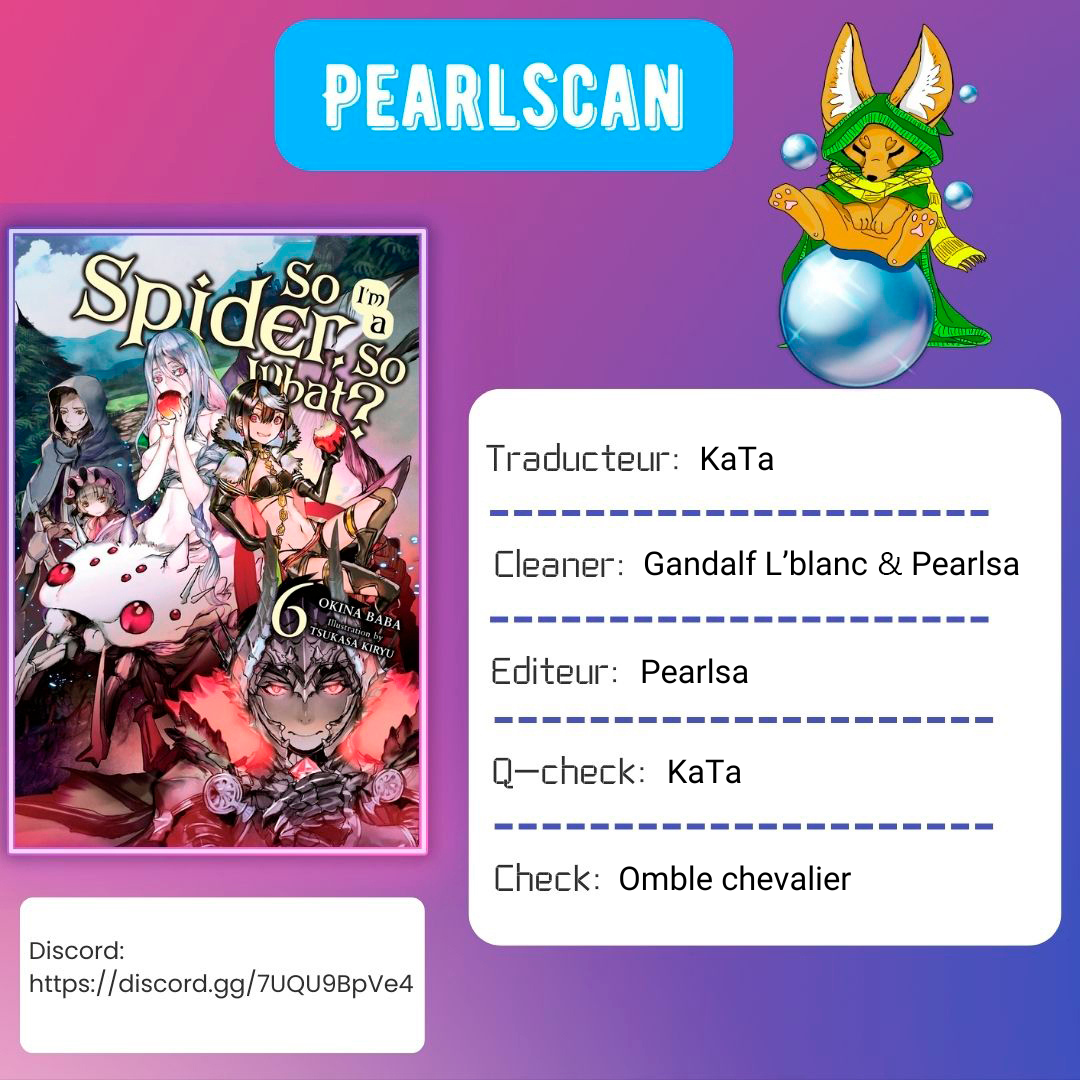 PEARLSCAN
So I'm a
Spider, So
What?
6 OKINA BABA
Illustration by
TSUKASA KIRYU
Traducteur: KaTa
Cleaner: Gandalf L'blanc & Pearlsa
Editeur: Pearlsa
Q-check: KaTa
Check: Omble chevalier
Discord:
https://discord.gg/7UQU9BpVe4